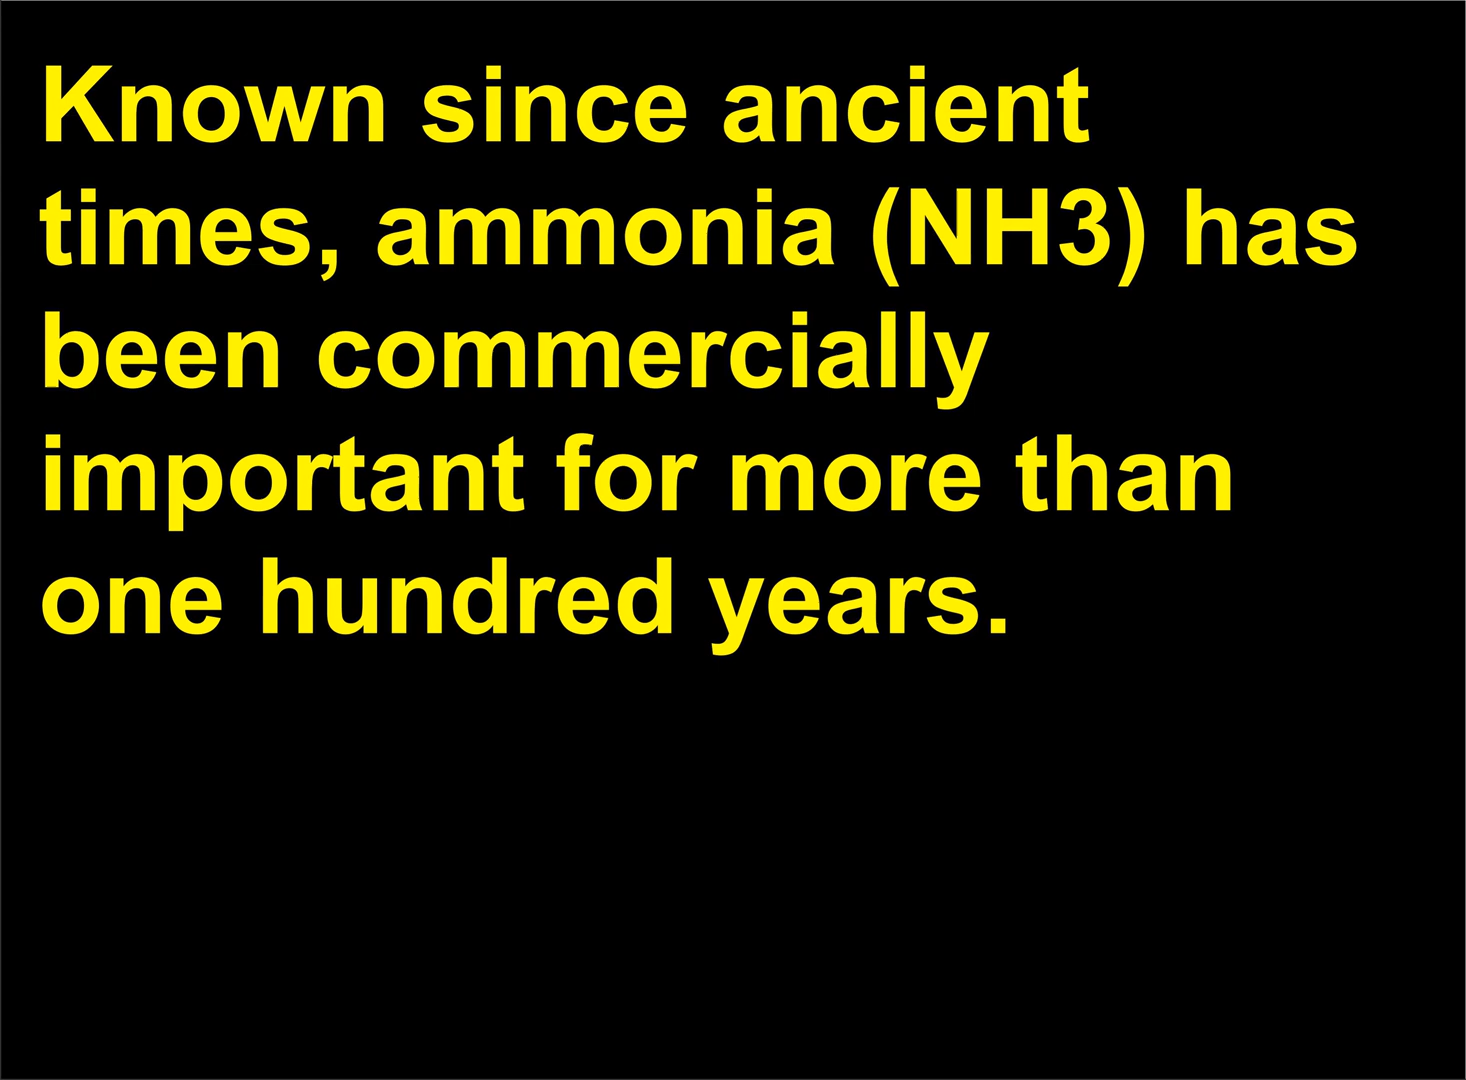 Known since ancient
times, ammonia (NH3) has
been commercially
important for more than
one hundred years.